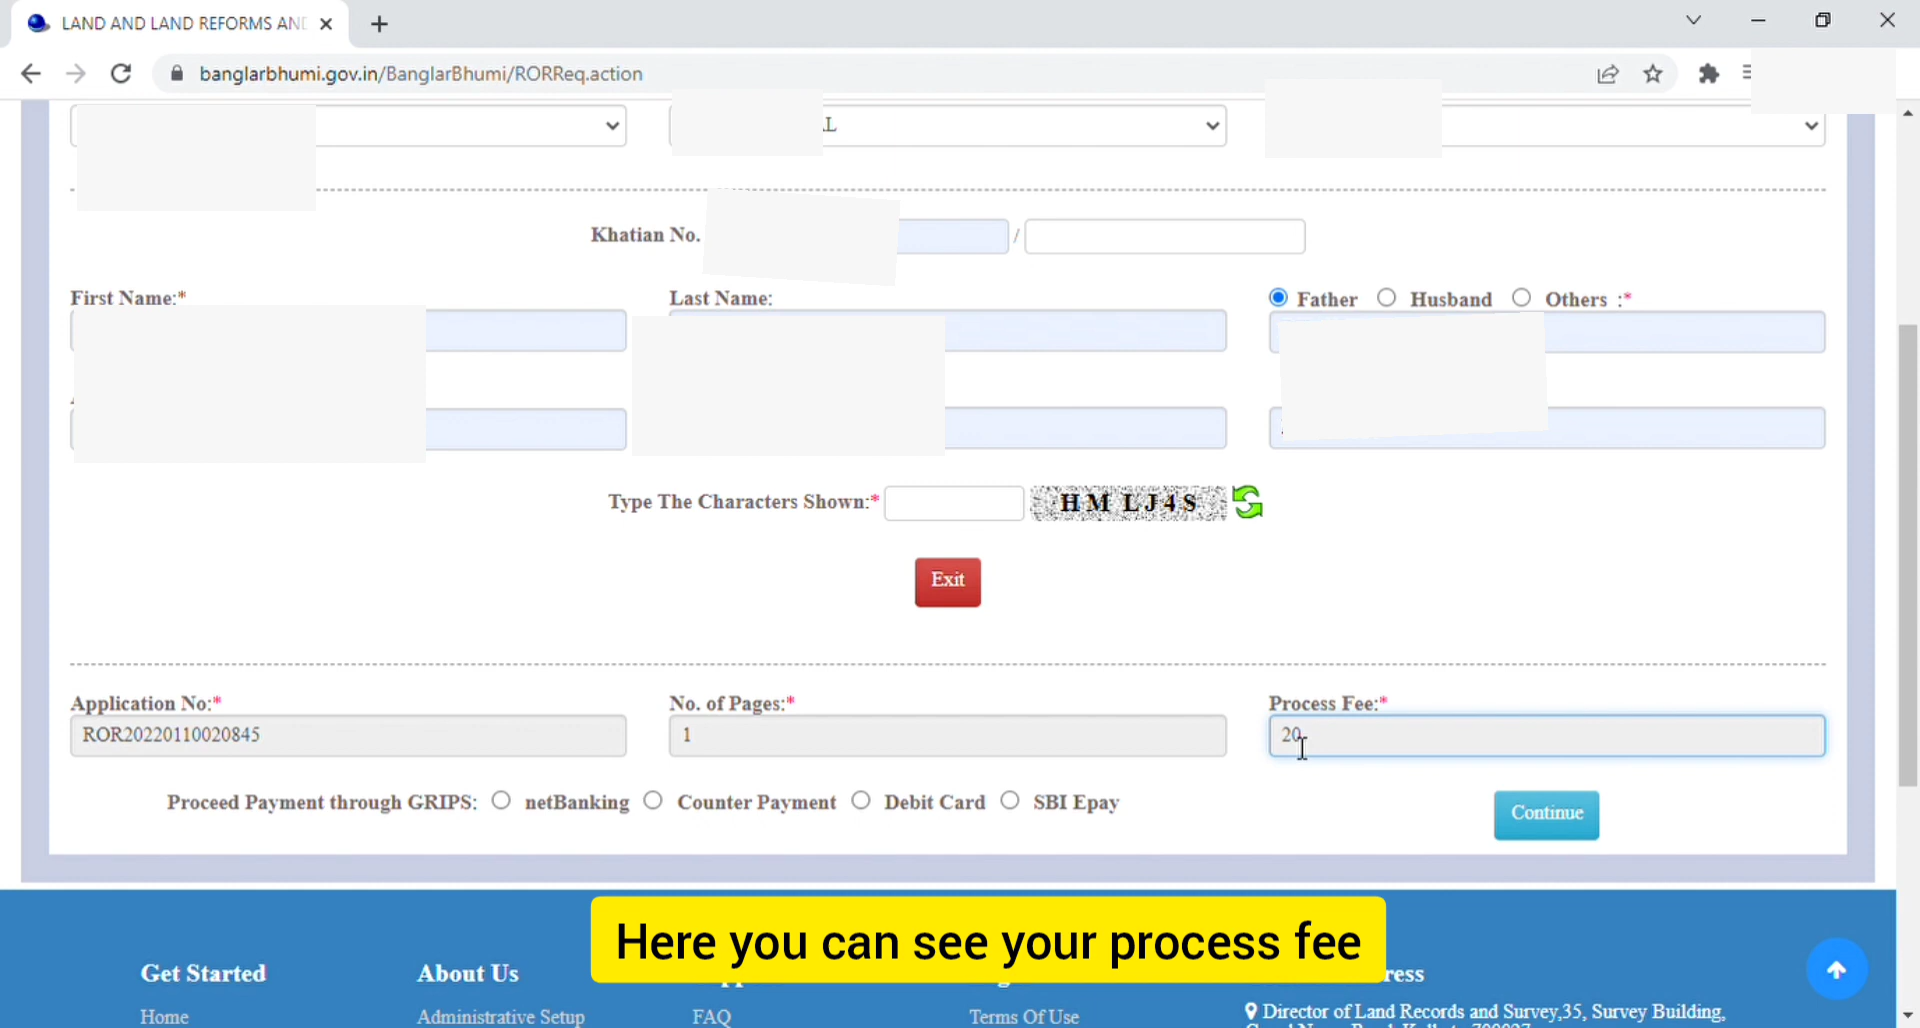 LAND AND LAND REFORMS AND
banglarbhumi.gov.in/BanglarBhumi/RORReq.action
Khatian No. /
First Name:* Last Name: Father Husband Others :*
Type The Characters Shown:* HM LJ4S
Exit
Application No:* No. of Pages:* Process Fee:*
ROR20220110020845 1 20
Proceed Payment through GRIPS: netBanking Counter Payment Debit Card SBI Epay Continue
Here you can see your process fee
Get Started About Us
Home Administrative Setup FAQ Terms Of Use Director of Land Records and Survey,35, Survey Building,